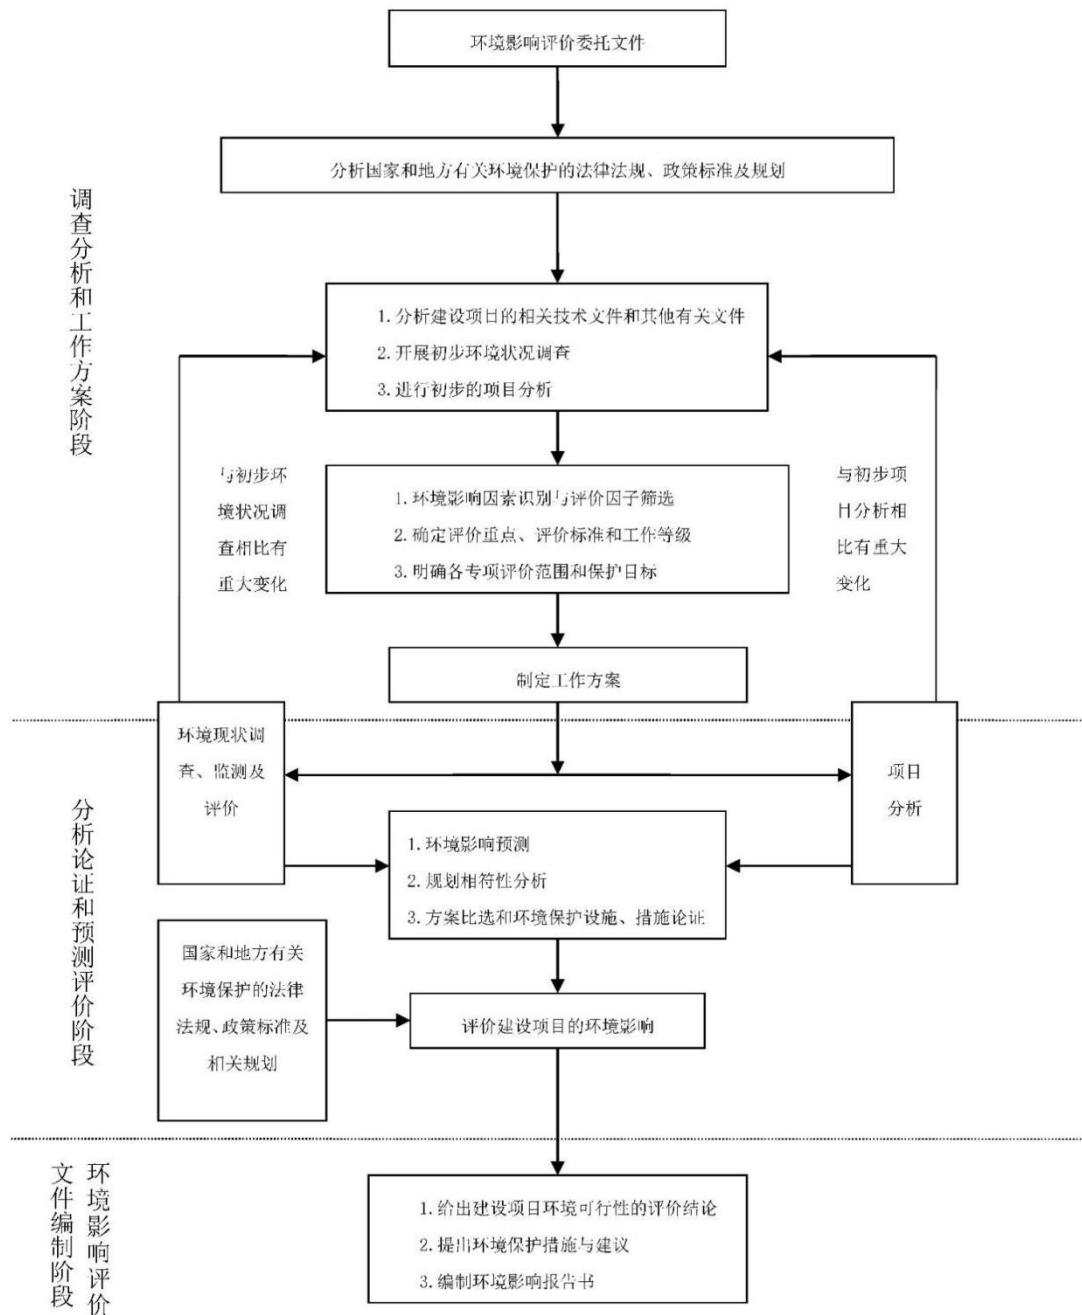 环境影响评价委托文件
分析国家和地方有关环境保护的法律法规、政策标准及规划
调查分析和工作方案阶段
1.分析建设项目的相关技术文件和其他有关文件
2.开展初步环境状况调查
3.进行初步的项目分析
与初步环
境状况调
查相比有
重大变化
1.环境影响因素识别与评价因子筛选
2.确定评价重点、评价标准和工作等级
3.明确各专项评价范围和保护目标
与初步项
目分析相
比有重大
变化
制定工作方案
环境现状调
查、监测及
评价
项目
分析
分析论证和预测评价阶段
1.环境影响预测
2.规划相符性分析
3.方案比选和环境保护设施、措施论证
国家和地方有关
环境保护的法律
法规、政策标准及
相关规划
评价建设项目的环境影响
环境影响评价
文件编制阶段
1.给出建设项目环境可行性的评价结论
2.提出环境保护措施与建议
3.编制环境影响报告书